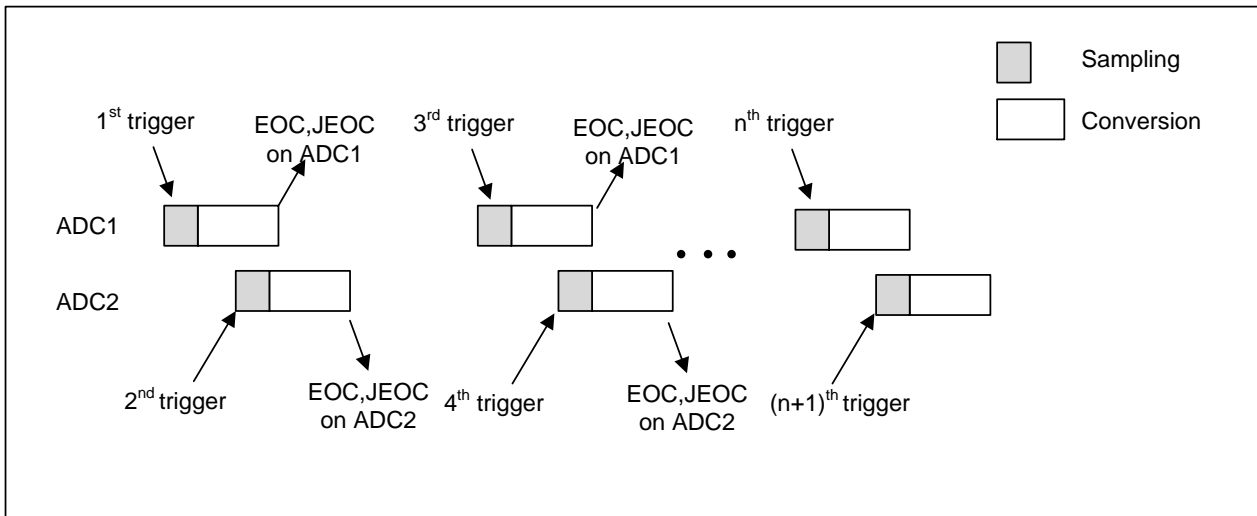 Sampling
Conversion
1st trigger
EOC,JEOC
on ADC1
3rd trigger
EOC,JEOC
on ADC1
nth trigger
ADC1
ADC2
2nd trigger
EOC,JEOC
on ADC2
4th trigger
EOC,JEOC
on ADC2
(n+1)th trigger